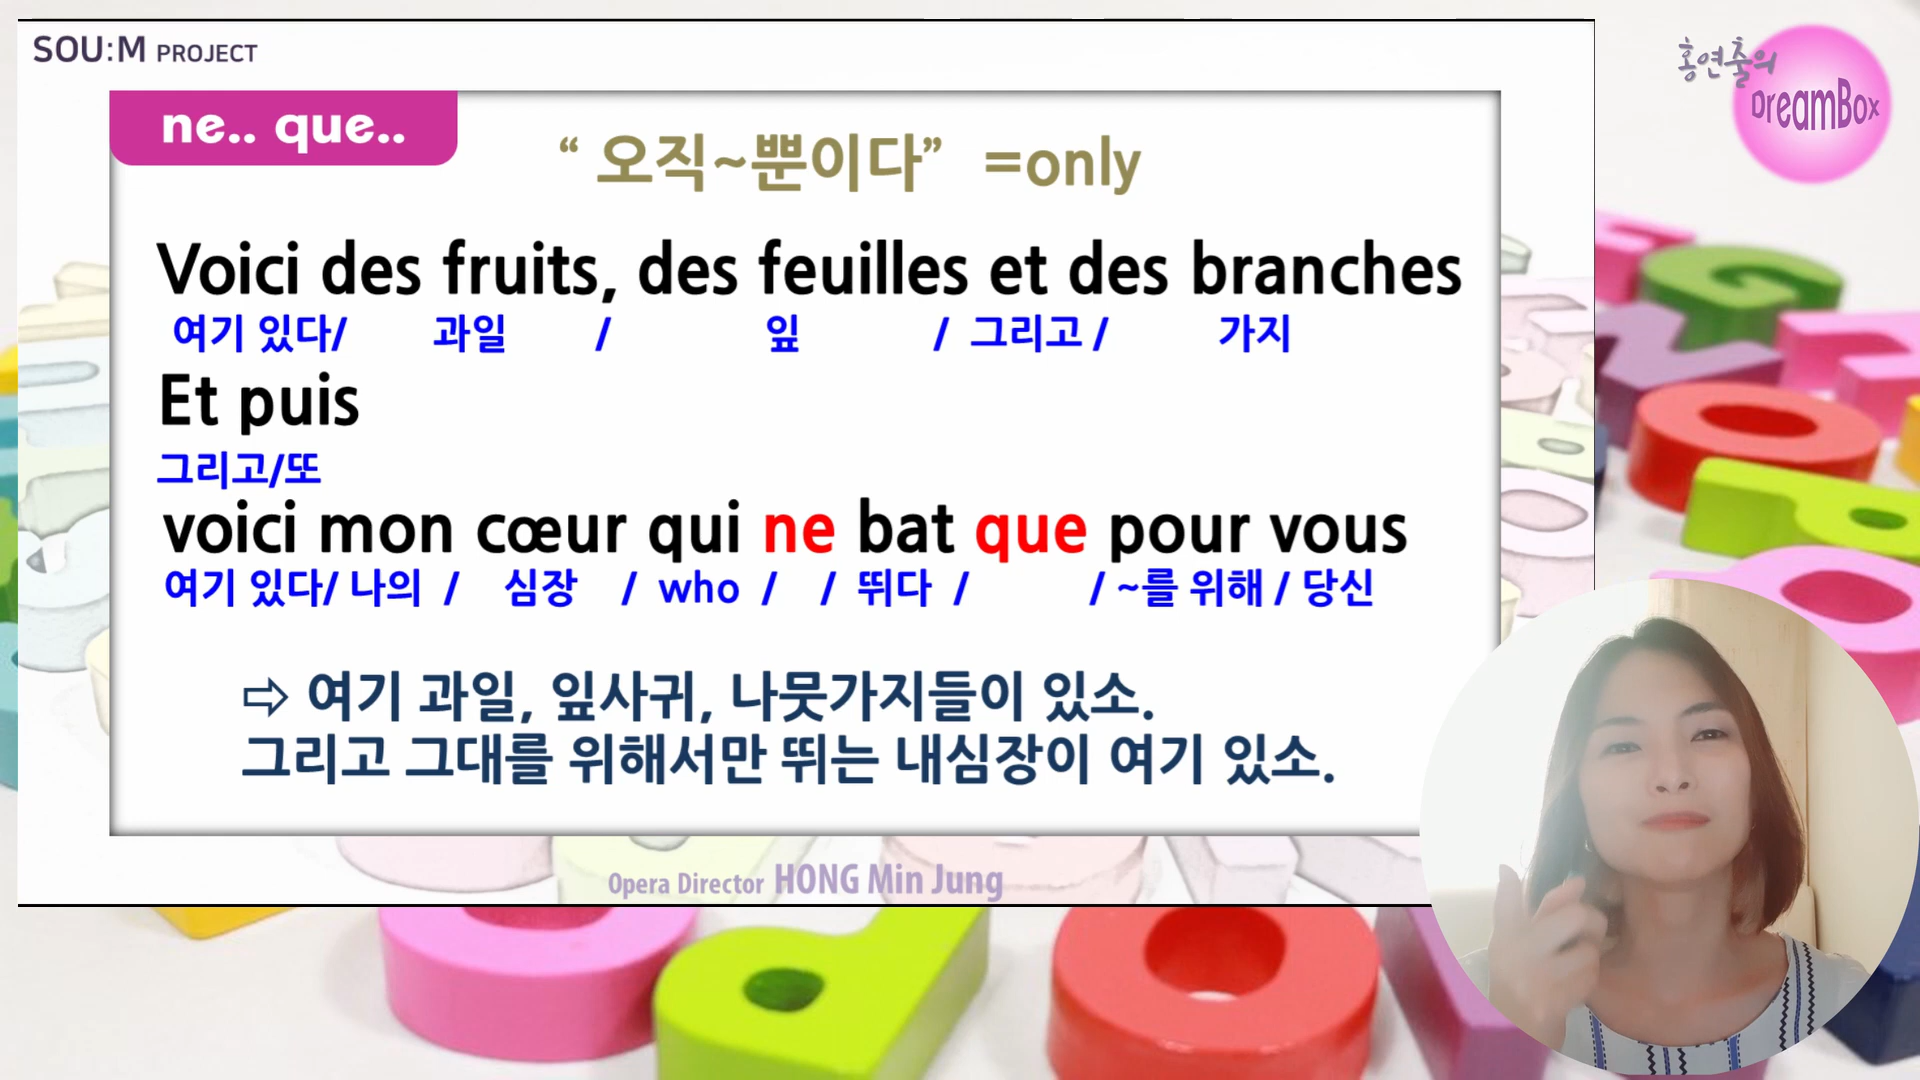 SOU:M PROJECT
홍연출의
DreamBox
ne.. que..
“ 오직~뿐이다” =only
Voici des fruits, des feuilles et des branches
여기 있다/ 과일 / 잎 / 그리고 / 가지
Et puis
그리고/또
voici mon cœur qui ne bat que pour vous
여기 있다/ 나의 / 심장 / who / / 뛰다 / / ~를 위해 / 당신
⇨ 여기 과일, 잎사귀, 나뭇가지들이 있소.
그리고 그대를 위해서만 뛰는 내심장이 여기 있소.
Opera Director HONG Min Jung